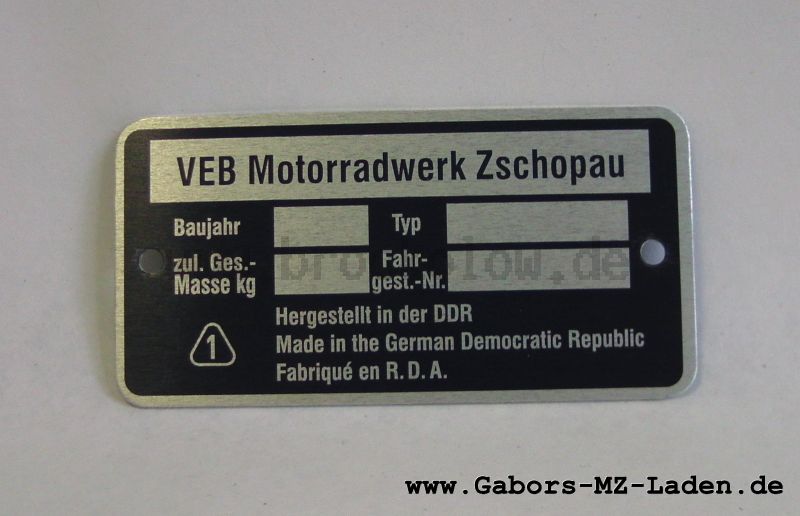 VEB Motorradwerk Zschopau
Baujahr
Typ
zul. Ges.-
Masse kg
Fahr-
gest.-Nr.
1
Hergestellt in der DDR
Made in the German Democratic Republic
Fabriqué en R.D.A.
www.Gabors-MZ-Laden.de